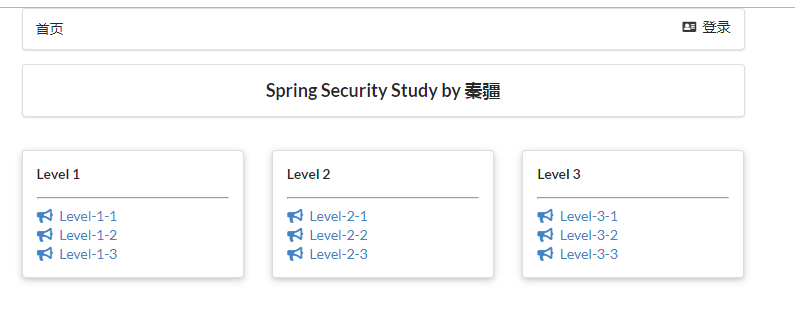 首页
登录
Spring Security Study by 秦疆
Level 1
Level-1-1
Level-1-2
Level-1-3
Level 2
Level-2-1
Level-2-2
Level-2-3
Level 3
Level-3-1
Level-3-2
Level-3-3